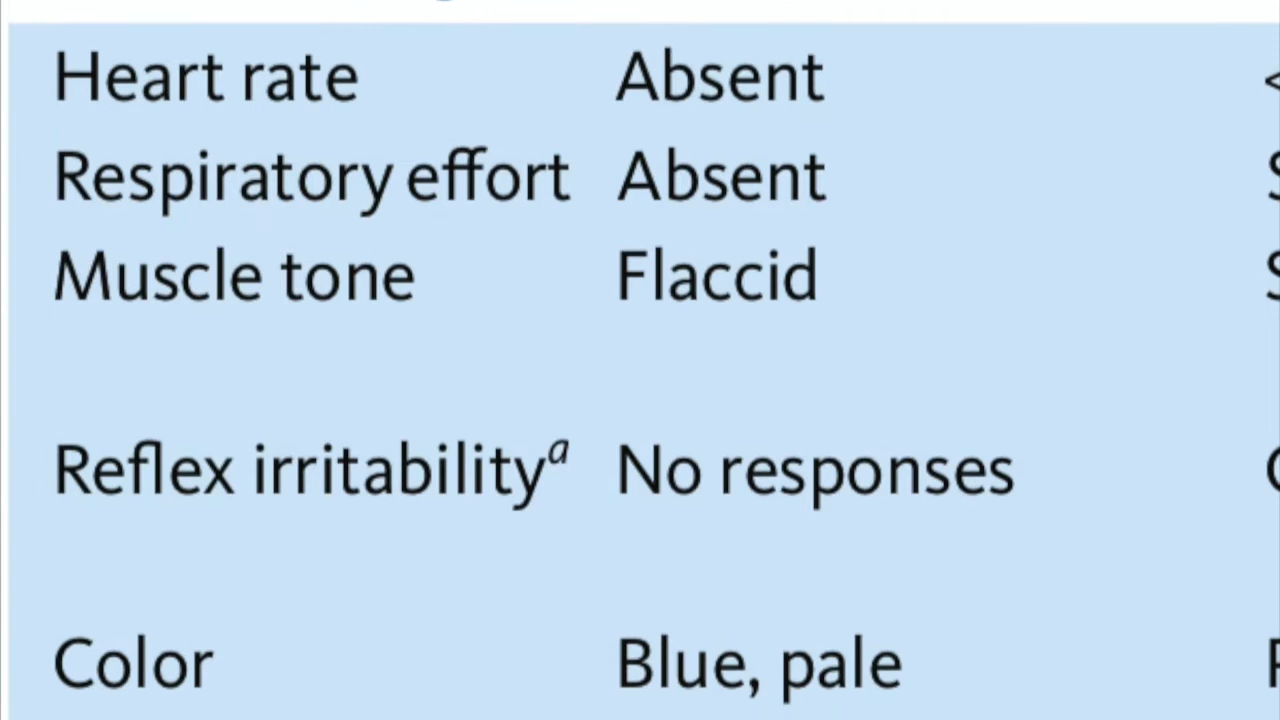 Heart rate Absent <
Respiratory effort Absent
Muscle tone Flaccid
Reflex irritabilityᵃ No responses
Color Blue, pale